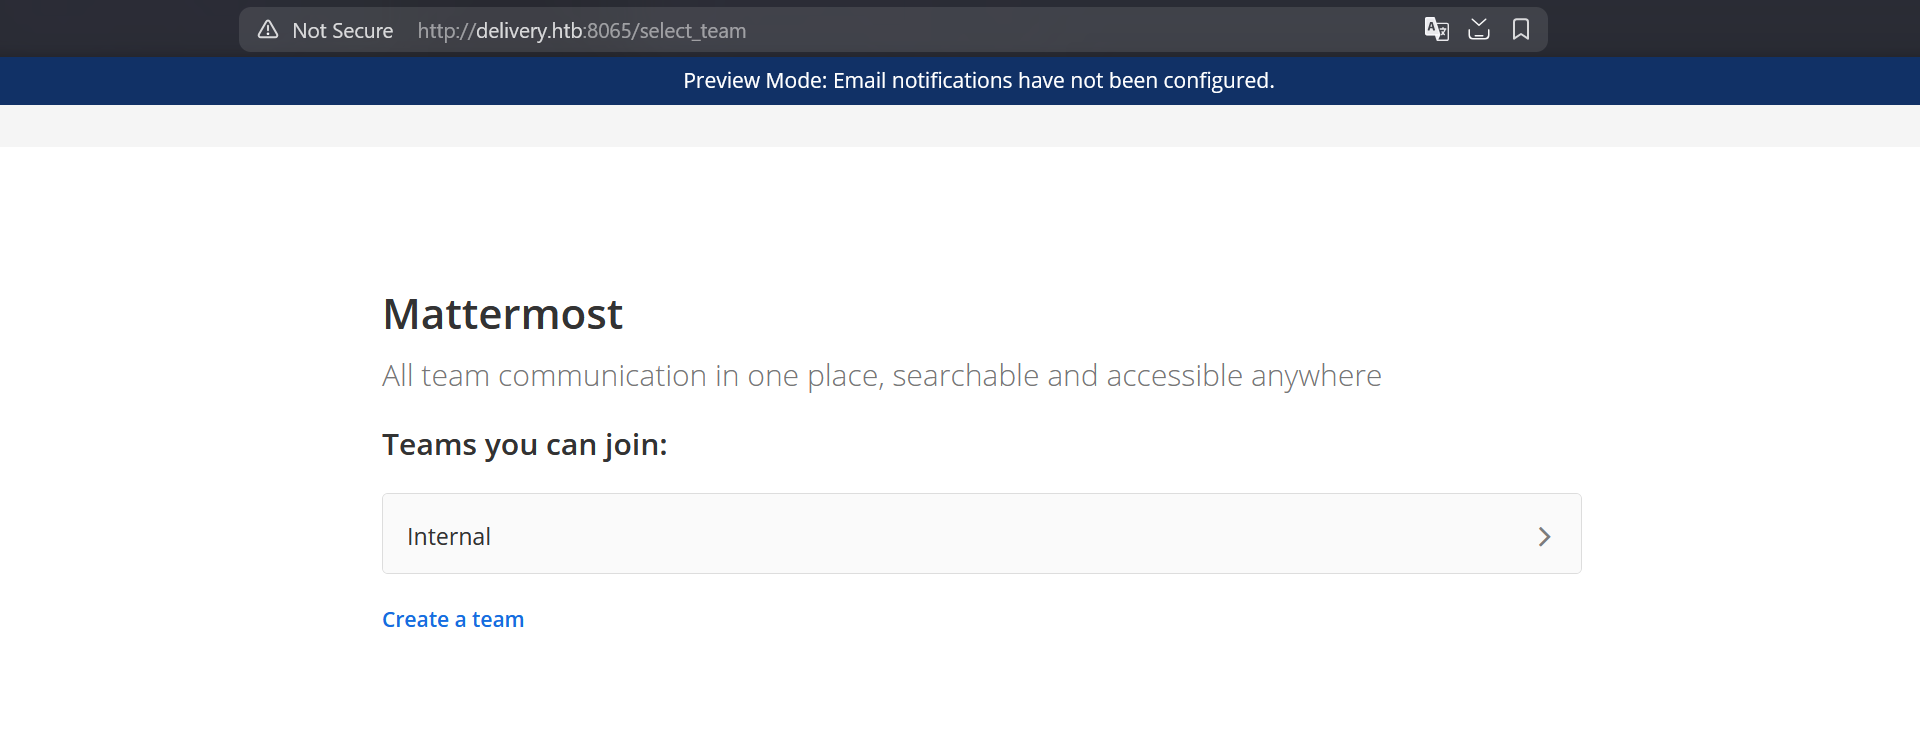 Not Secure http://delivery.htb:8065/select_team
Preview Mode: Email notifications have not been configured.
Mattermost
All team communication in one place, searchable and accessible anywhere
Teams you can join:
Internal
Create a team